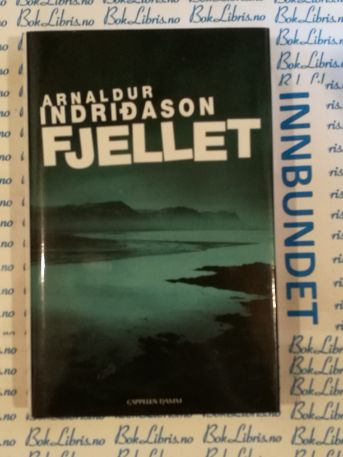 ARNALDUR
INDRIÐASON
FJELLET
CAPPELEN DAMM
INNBUNDET
BokLibris.no